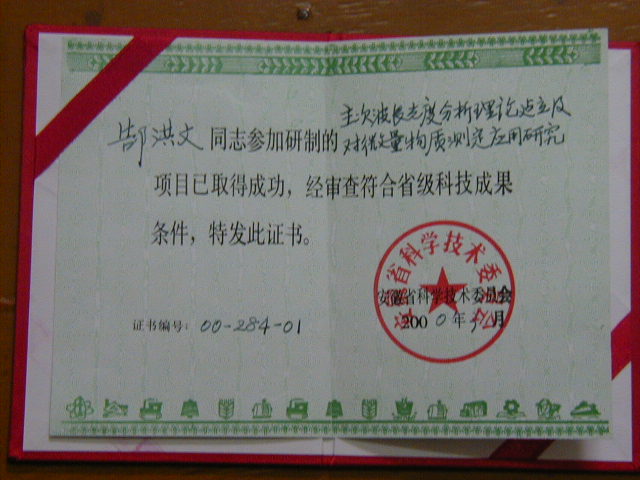 主次波长光度分析理论建立及
郜洪文同志参加研制的对微量物质测定应用研究
项目已取得成功，经审查符合省级科技成果
条件，特发此证书。
安徽省科学技术委员会
证书编号：00-284-01
2000年 月